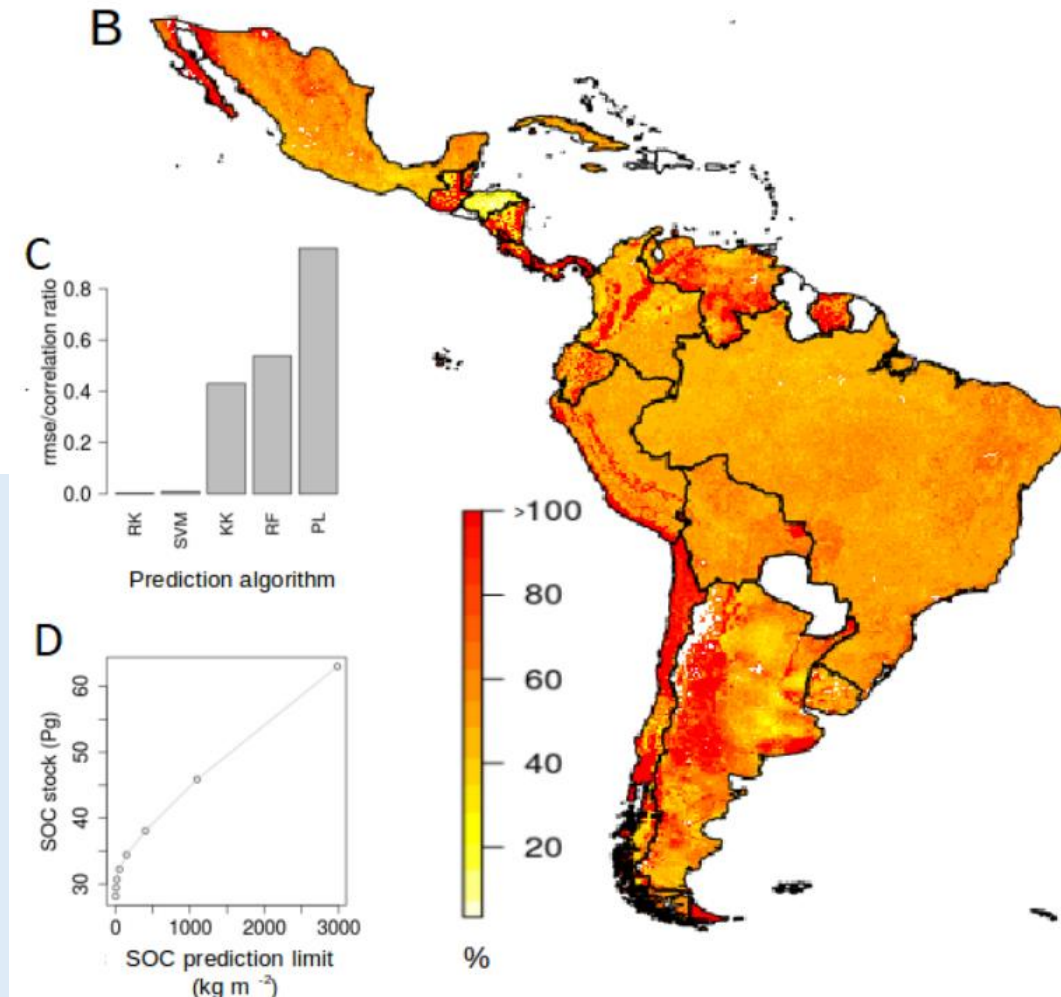 B
C
rmse/correlation ratio
0.8
0.6
0.4
0.2
0.0
RK
SVM
KK
RF
PL
Prediction algorithm
D
SOC stock (Pg)
60
50
40
30
0
1000
2000
3000
SOC prediction limit
(kg m ⁻²)
>100
80
60
40
20
%